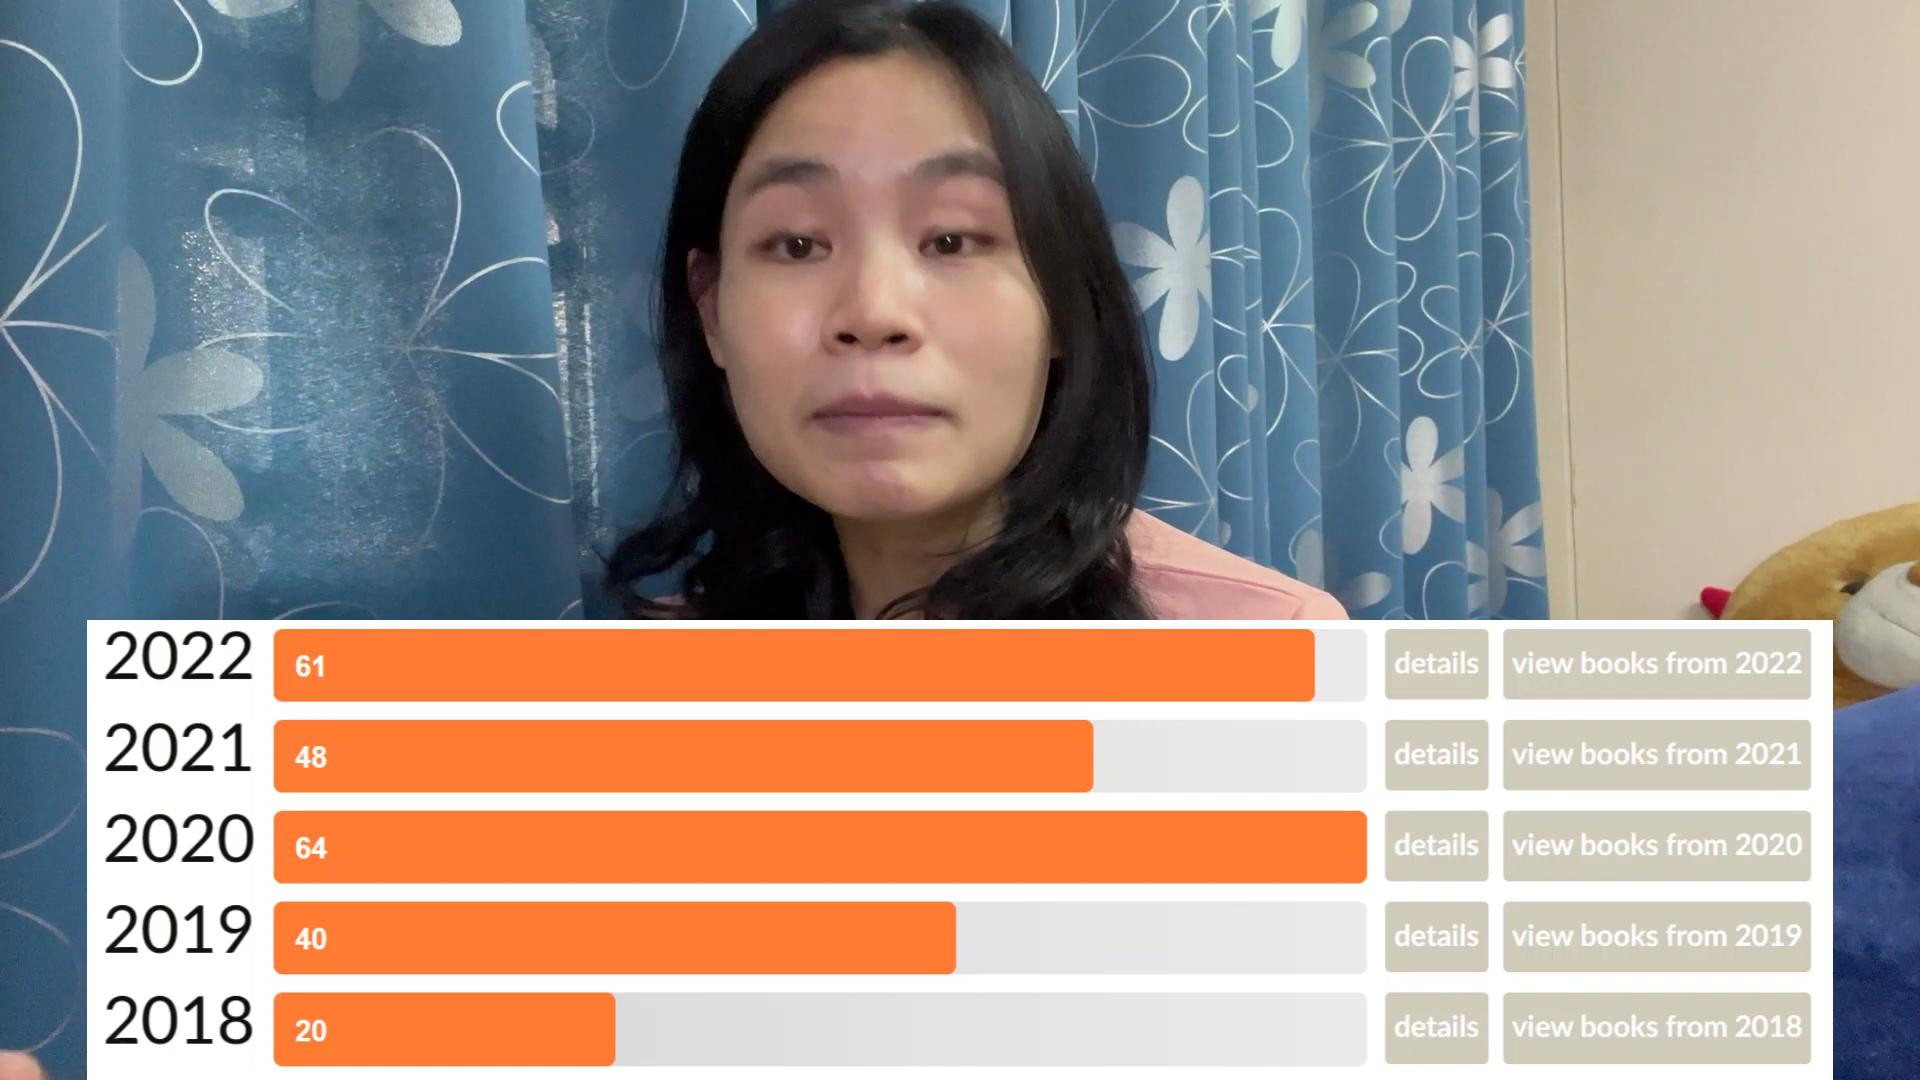 2022 61 details view books from 2022
2021 48 details view books from 2021
2020 64 details view books from 2020
2019 40 details view books from 2019
2018 20 details view books from 2018